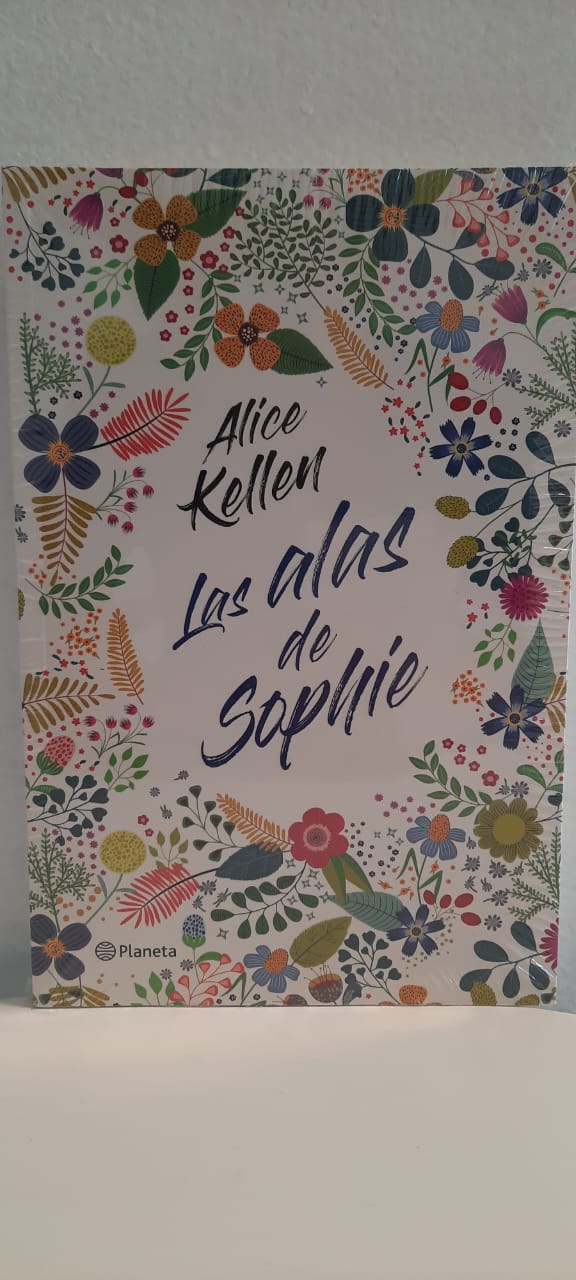 Alice
Kellen
Las alas
de
Sophie
Planeta